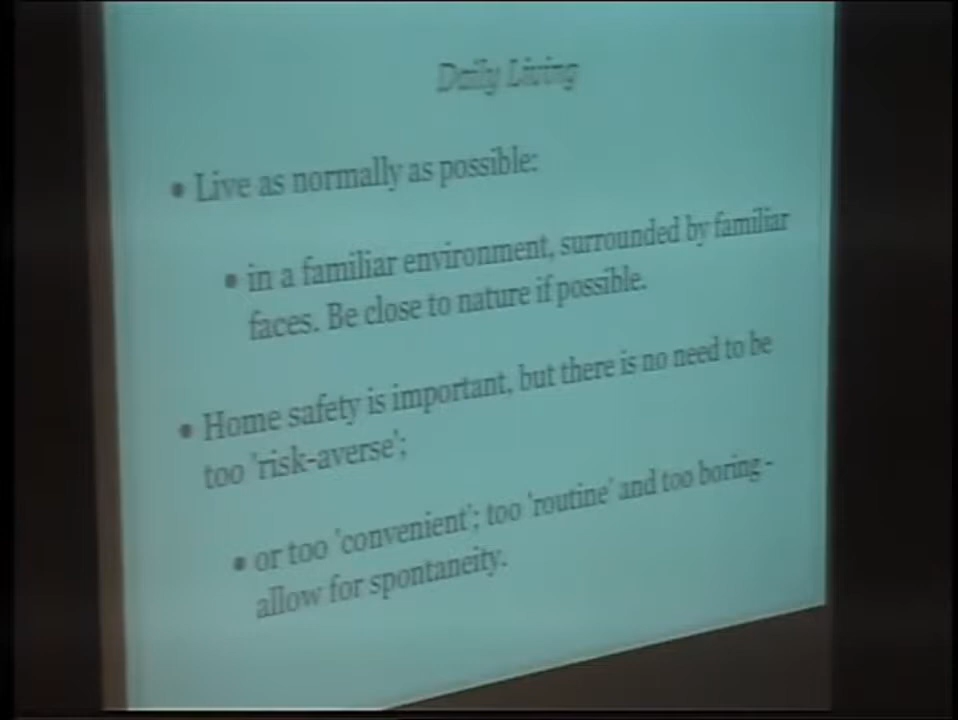 Daily Living
• Live as normally as possible:
• in a familiar environment, surrounded by familiar
faces. Be close to nature if possible.
• Home safety is important, but there is no need to be
too 'risk-averse';
• or too 'convenient'; too 'routine' and too boring -
allow for spontaneity.